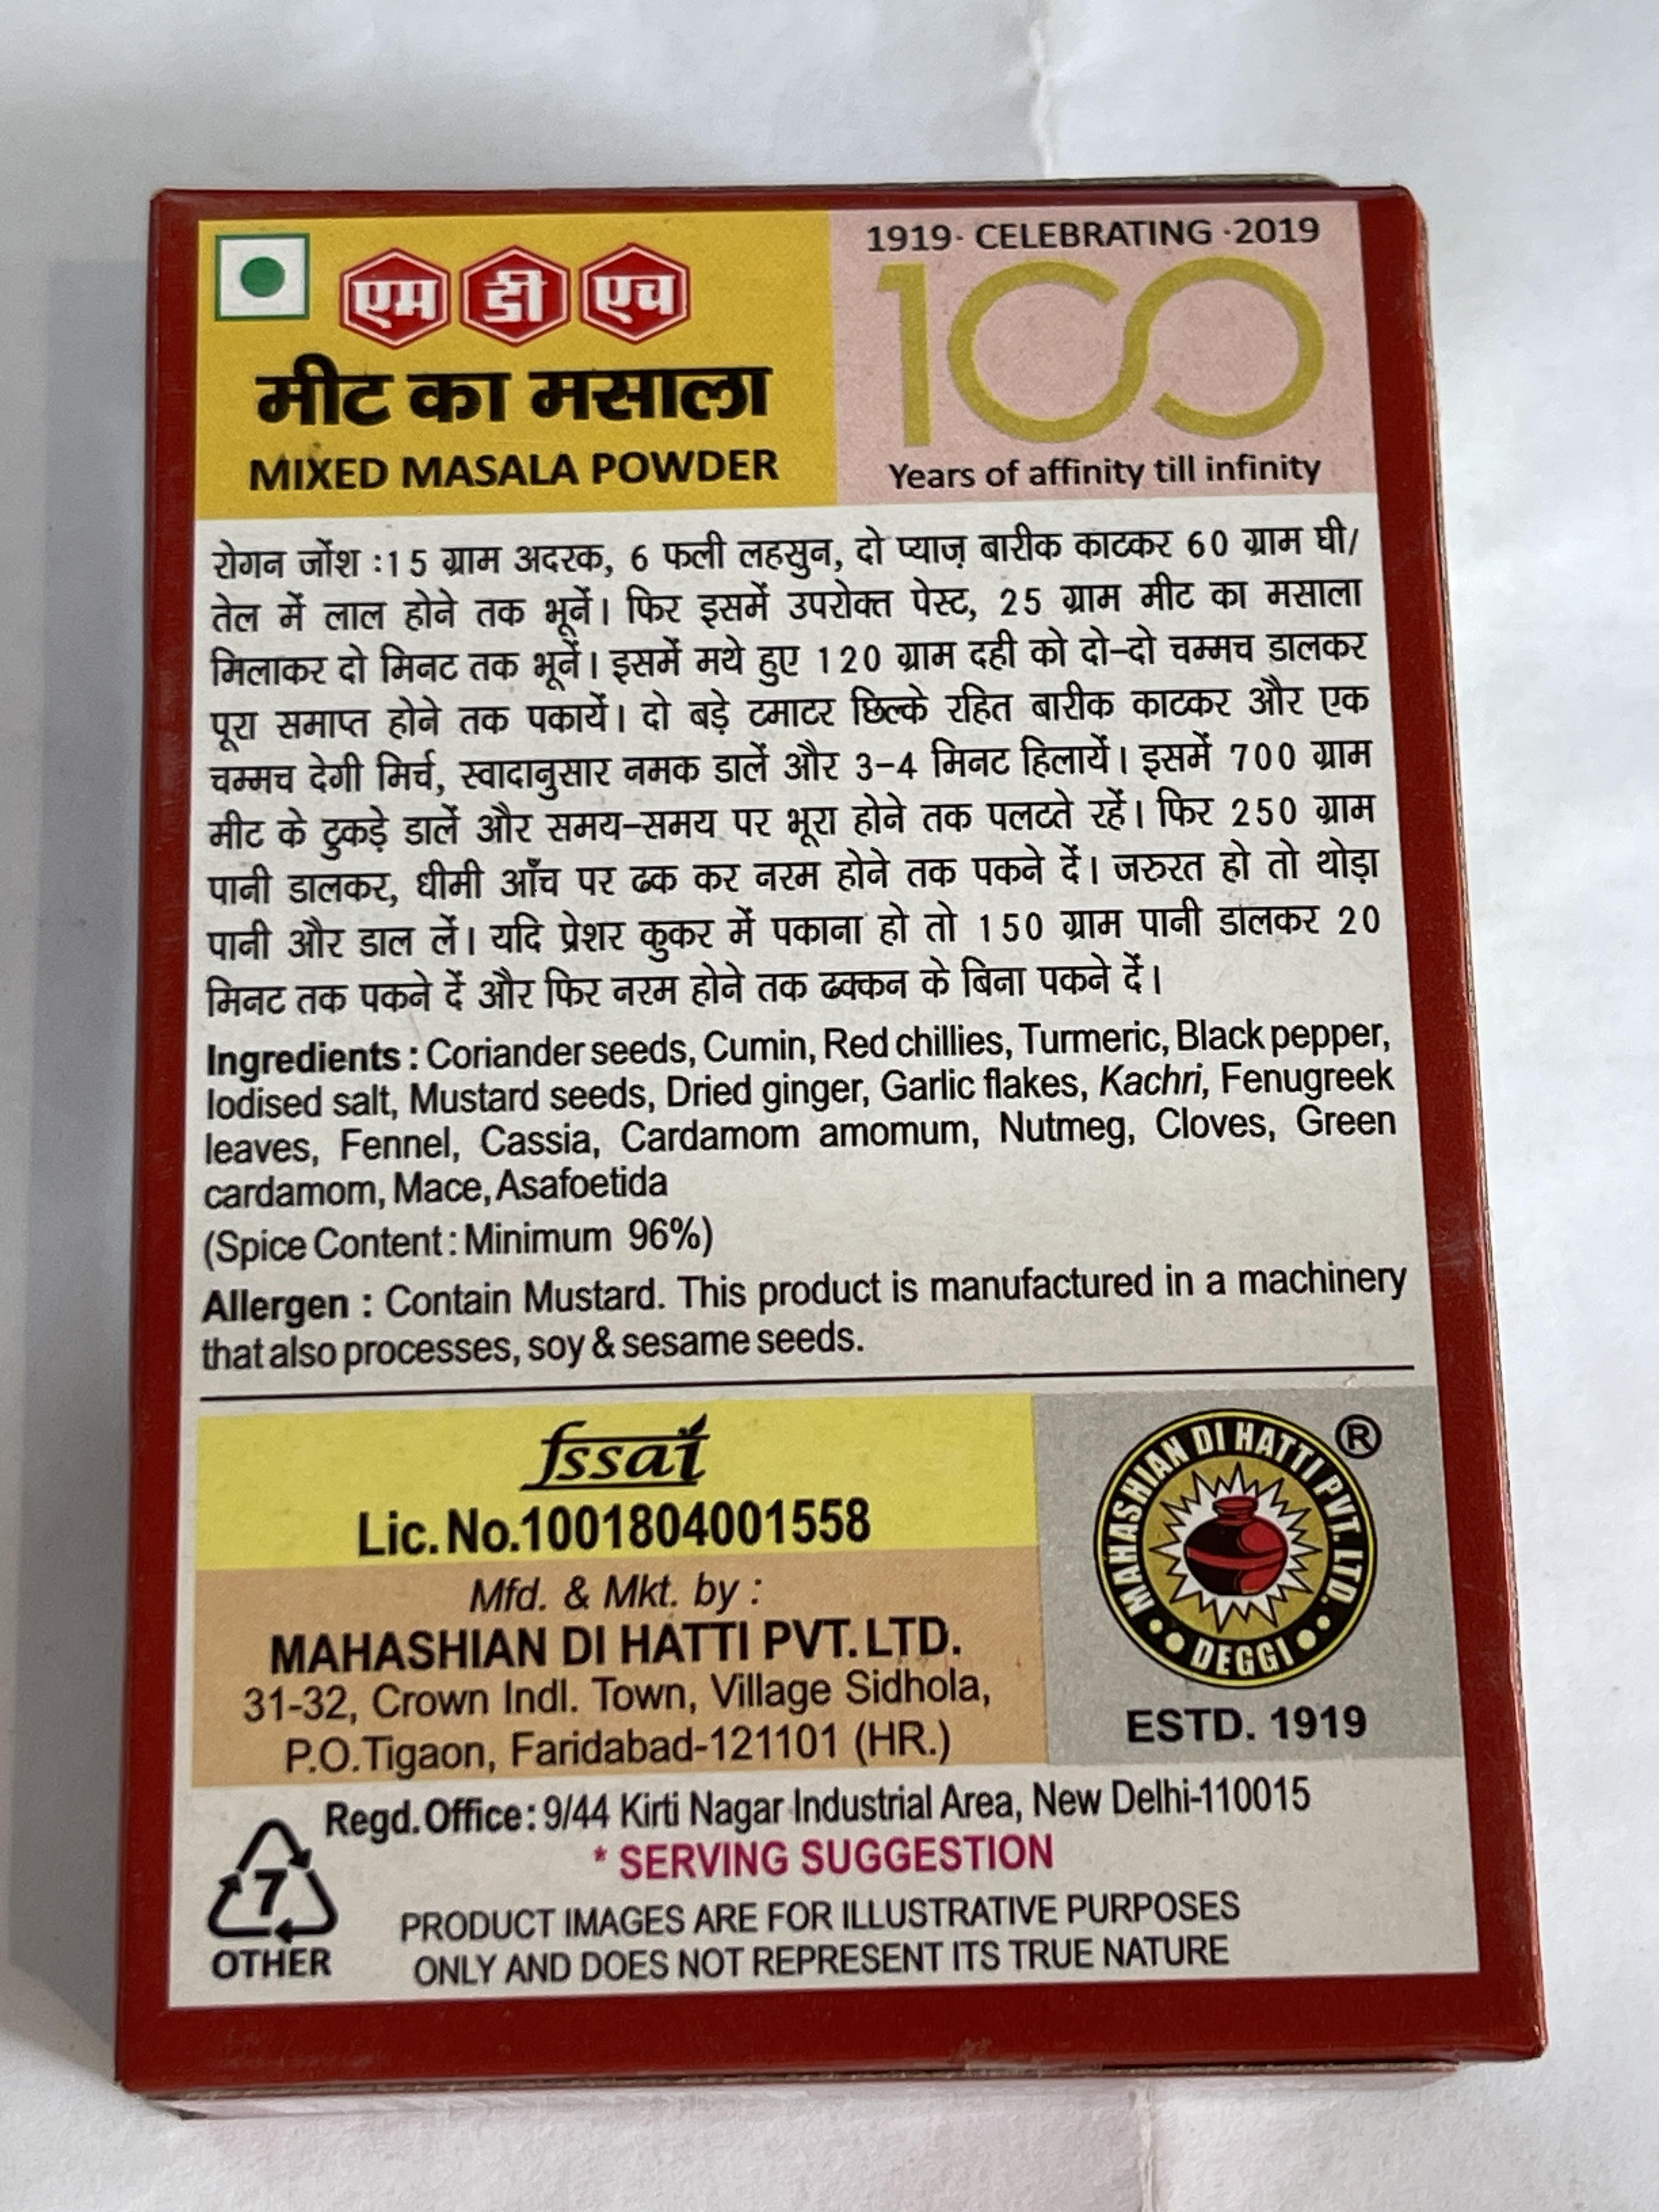 एम डी एच
मीट का मसाला
MIXED MASALA POWDER
1919· CELEBRATING ·2019
100
Years of affinity till infinity
रोगन जोंश :15 ग्राम अदरक, 6 फली लहसुन, दो प्याज़ बारीक काटकर 60 ग्राम घी/
तेल में लाल होने तक भूनें। फिर इसमें उपरोक्त पेस्ट, 25 ग्राम मीट का मसाला
मिलाकर दो मिनट तक भूनें। इसमें मथे हुए 120 ग्राम दही को दो-दो चम्मच डालकर
पूरा समाप्त होने तक पकायें। दो बड़े टमाटर छिल्के रहित बारीक काटकर और एक
चम्मच देगी मिर्च, स्वादानुसार नमक डालें और 3-4 मिनट हिलायें। इसमें 700 ग्राम
मीट के टुकड़े डालें और समय-समय पर भूरा होने तक पलटते रहें। फिर 250 ग्राम
पानी डालकर, धीमी आँच पर ढक कर नरम होने तक पकने दें। जरुरत हो तो थोड़ा
पानी और डाल लें। यदि प्रेशर कुकर में पकाना हो तो 150 ग्राम पानी डालकर 20
मिनट तक पकने दें और फिर नरम होने तक ढक्कन के बिना पकने दें।
Ingredients : Coriander seeds, Cumin, Red chillies, Turmeric, Black pepper,
Iodised salt, Mustard seeds, Dried ginger, Garlic flakes, Kachri, Fenugreek
leaves, Fennel, Cassia, Cardamom amomum, Nutmeg, Cloves, Green
cardamom, Mace, Asafoetida
(Spice Content : Minimum 96%)
Allergen : Contain Mustard. This product is manufactured in a machinery
that also processes, soy & sesame seeds.
fssai
Lic. No.1001804001558
Mfd. & Mkt. by :
MAHASHIAN DI HATTI PVT. LTD.
31-32, Crown Indl. Town, Village Sidhola,
P.O.Tigaon, Faridabad-121101 (HR.)
MAHASHIAN DI HATTI PVT. LTD. ®
DEGGI
ESTD. 1919
Regd. Office: 9/44 Kirti Nagar Industrial Area, New Delhi-110015
* SERVING SUGGESTION
PRODUCT IMAGES ARE FOR ILLUSTRATIVE PURPOSES
ONLY AND DOES NOT REPRESENT ITS TRUE NATURE
7
OTHER